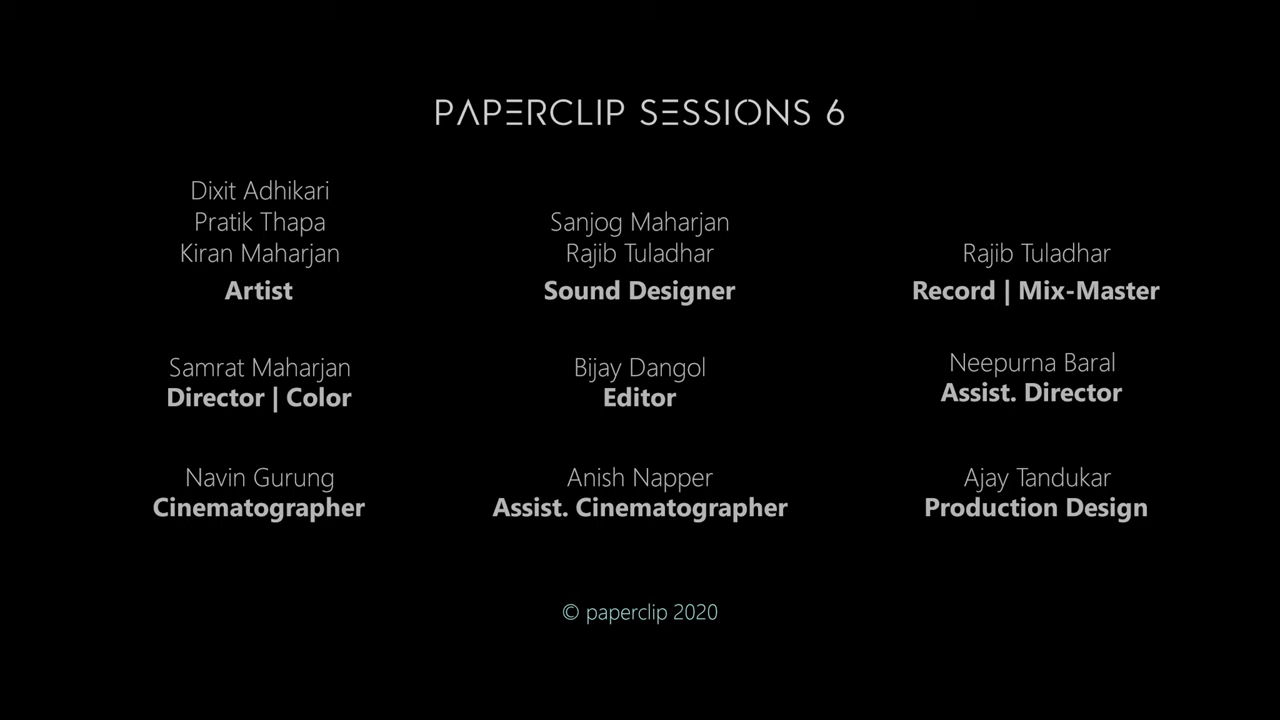 PAPERCLIP SESSIONS 6
Dixit Adhikari
Pratik Thapa
Kiran Maharjan
Artist
Sanjog Maharjan
Rajib Tuladhar
Sound Designer
Rajib Tuladhar
Record | Mix-Master
Samrat Maharjan
Director | Color
Bijay Dangol
Editor
Neepurna Baral
Assist. Director
Navin Gurung
Cinematographer
Anish Napper
Assist. Cinematographer
Ajay Tandukar
Production Design
© paperclip 2020